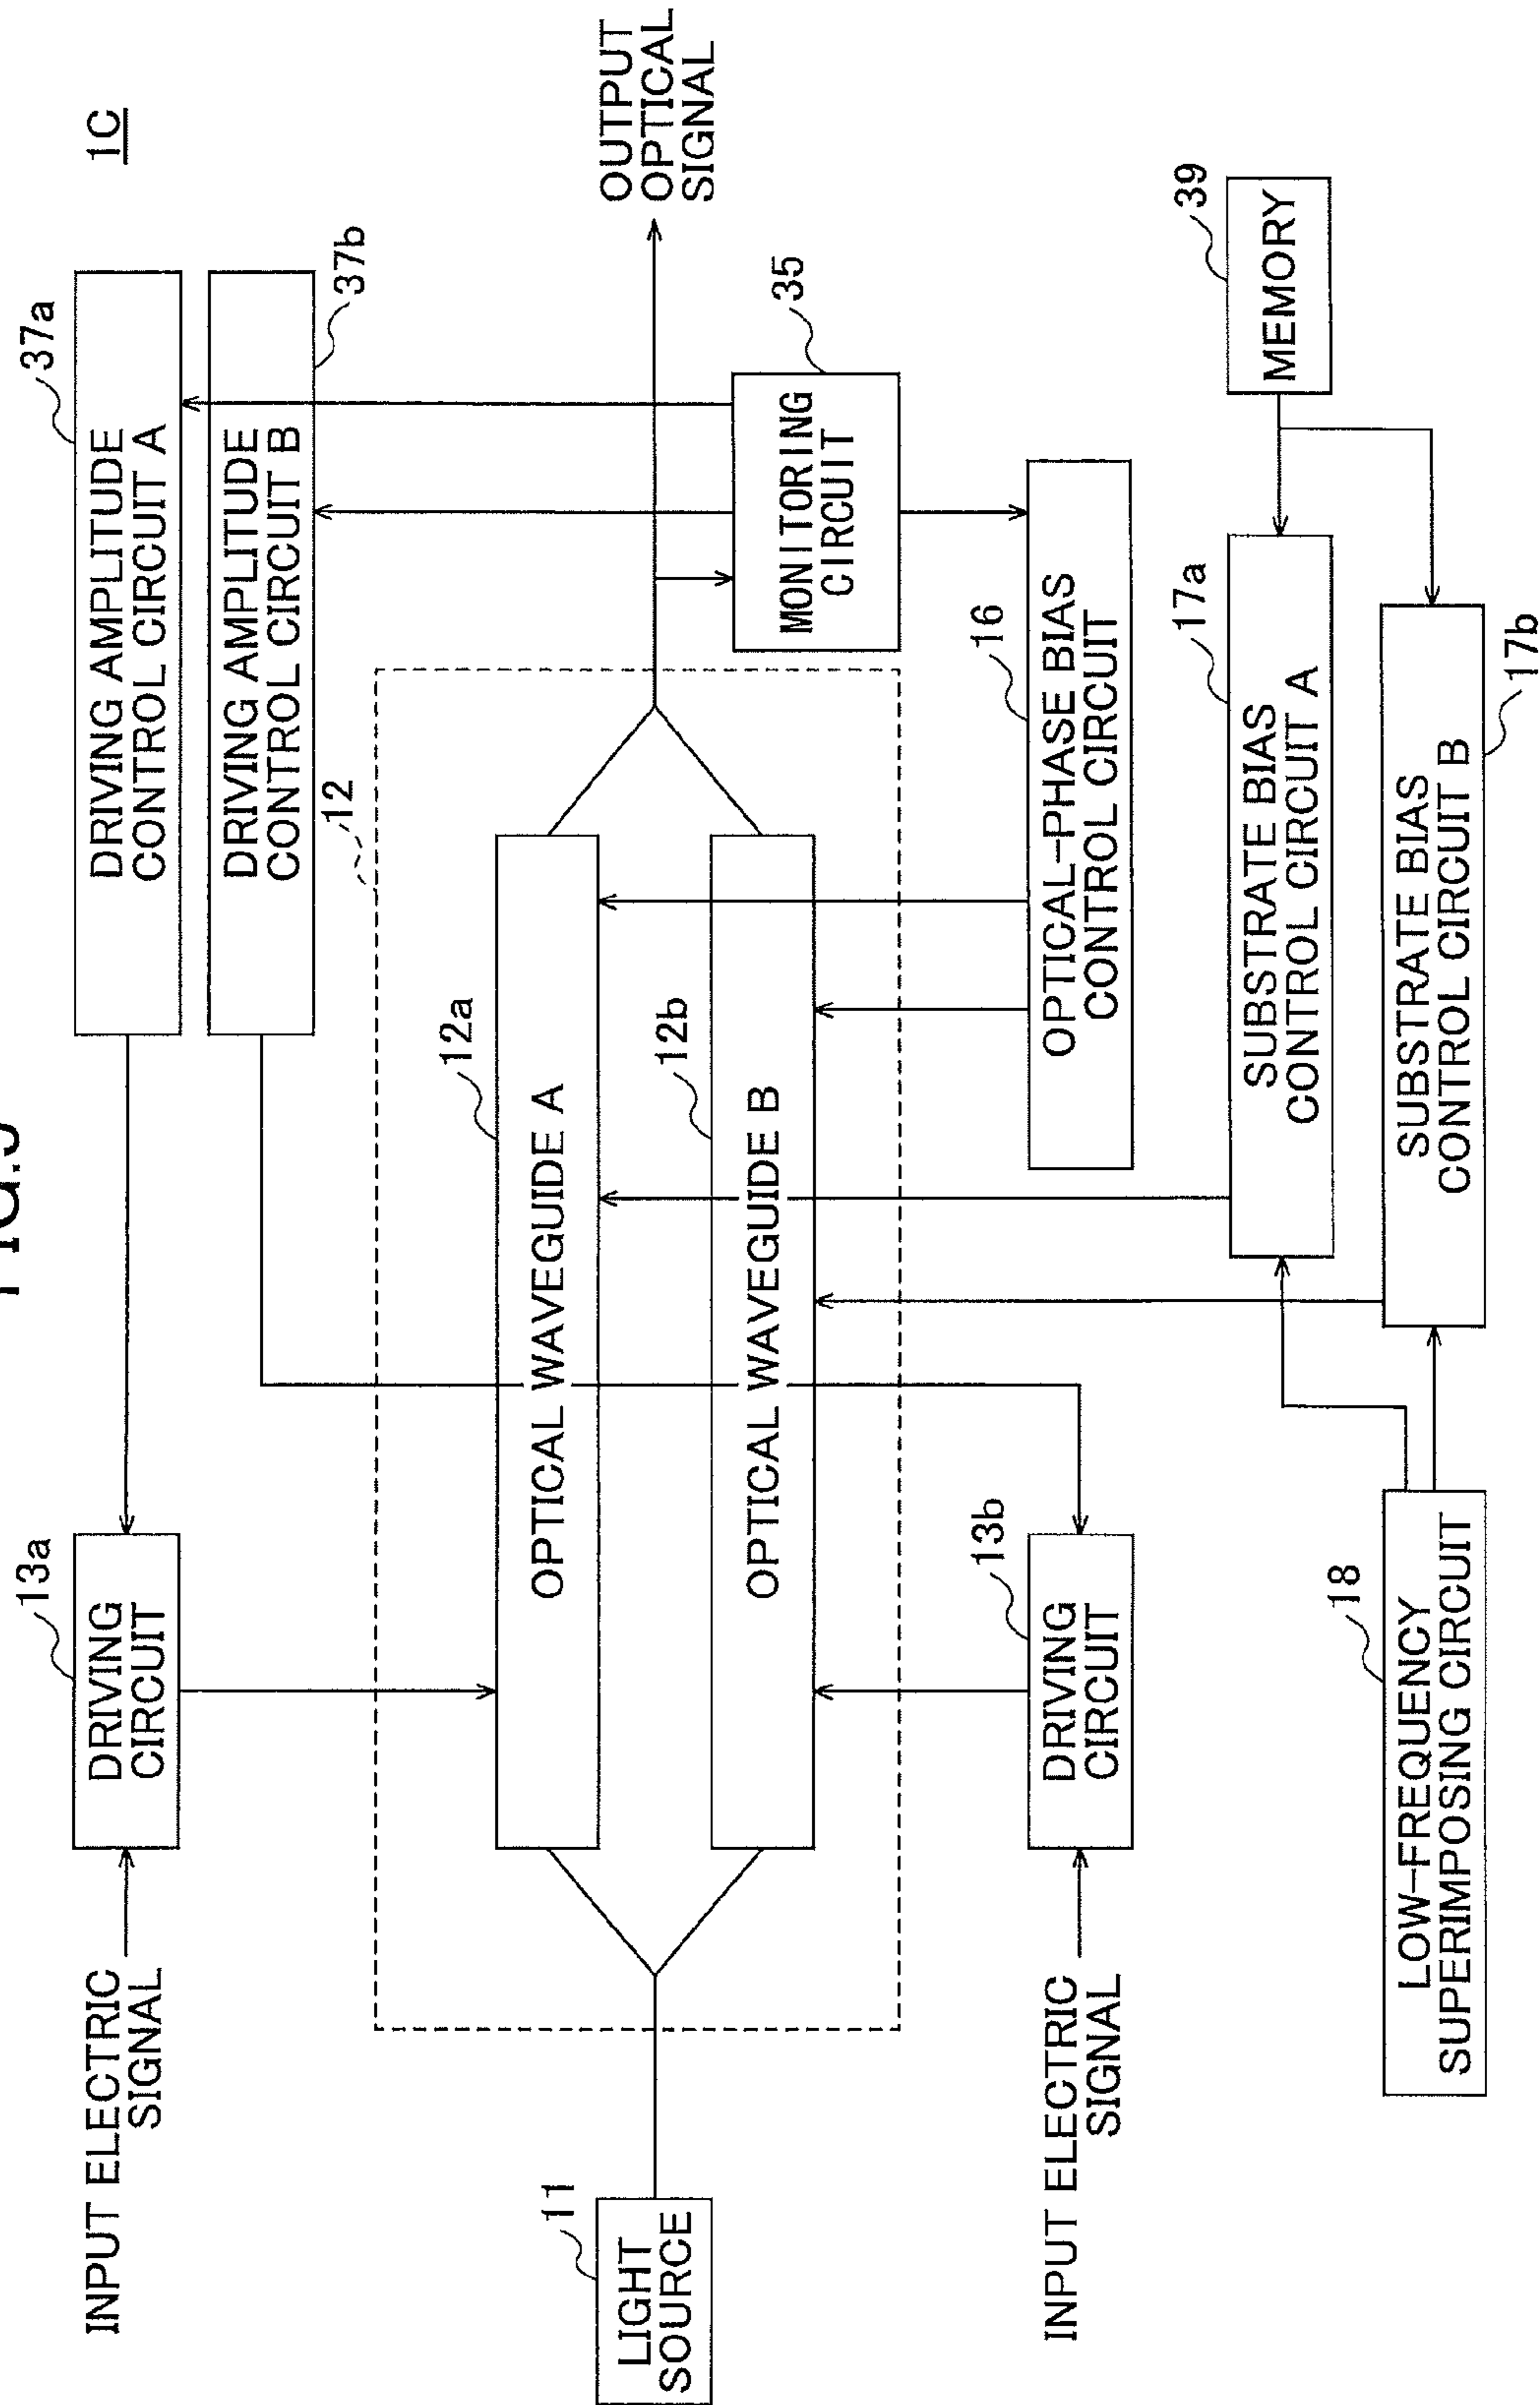 1C
37a
DRIVING AMPLITUDE
CONTROL CIRCUIT A
DRIVING AMPLITUDE
CONTROL CIRCUIT B
37b
13a
DRIVING
CIRCUIT
INPUT ELECTRIC
SIGNAL
12
12a
OPTICAL WAVEGUIDE A
12b
OPTICAL WAVEGUIDE B
11
LIGHT
SOURCE
OUTPUT
OPTICAL
SIGNAL
35
MONITORING
CIRCUIT
13b
DRIVING
CIRCUIT
INPUT ELECTRIC
SIGNAL
16
OPTICAL-PHASE BIAS
CONTROL CIRCUIT
39
MEMORY
17a
SUBSTRATE BIAS
CONTROL CIRCUIT A
SUBSTRATE BIAS
CONTROL CIRCUIT B
17b
18
LOW-FREQUENCY
SUPERIMPOSING CIRCUIT